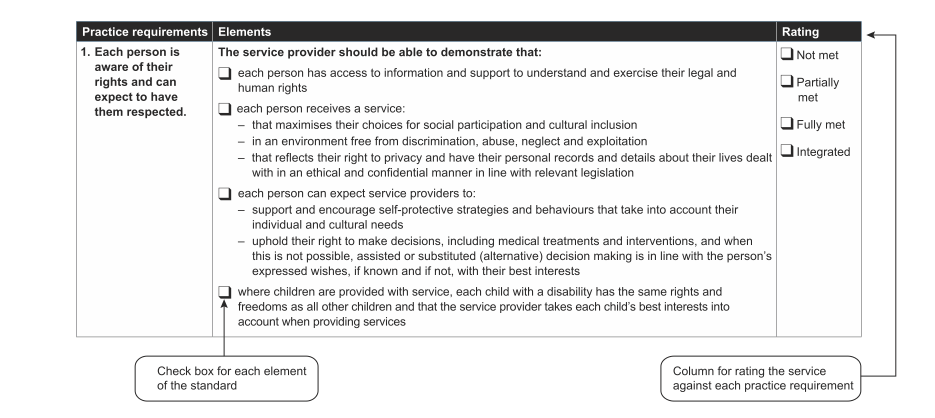 Practice requirements Elements Rating
1. Each person is
aware of their
rights and can
expect to have
them respected.
The service provider should be able to demonstrate that:
each person has access to information and support to understand and exercise their legal and
human rights
each person receives a service:
– that maximises their choices for social participation and cultural inclusion
– in an environment free from discrimination, abuse, neglect and exploitation
– that reflects their right to privacy and have their personal records and details about their lives dealt
with in an ethical and confidential manner in line with relevant legislation
each person can expect service providers to:
– support and encourage self-protective strategies and behaviours that take into account their
individual and cultural needs
– uphold their right to make decisions, including medical treatments and interventions, and when
this is not possible, assisted or substituted (alternative) decision making is in line with the person’s
expressed wishes, if known and if not, with their best interests
where children are provided with service, each child with a disability has the same rights and
freedoms as all other children and that the service provider takes each child’s best interests into
account when providing services
Not met
Partially
met
Fully met
Integrated
Check box for each element
of the standard
Column for rating the service
against each practice requirement